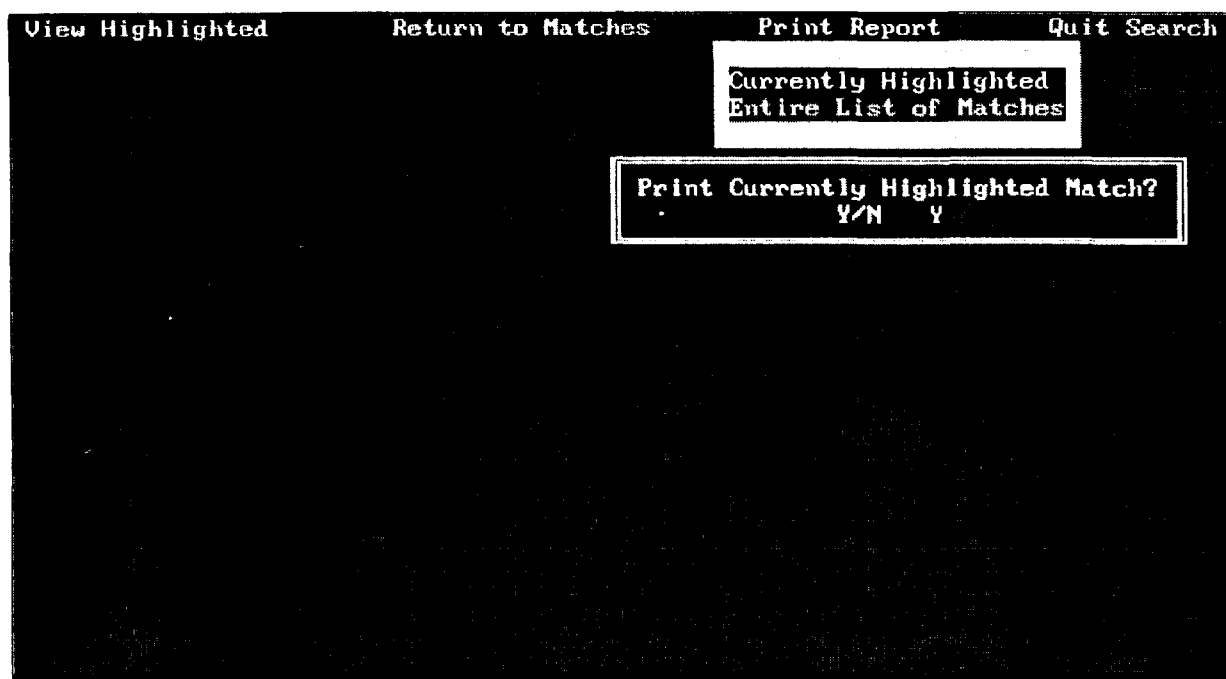 View Highlighted Return to Matches Print Report Quit Search
Currently Highlighted
Entire List of Matches
Print Currently Highlighted Match?
Y/N Y